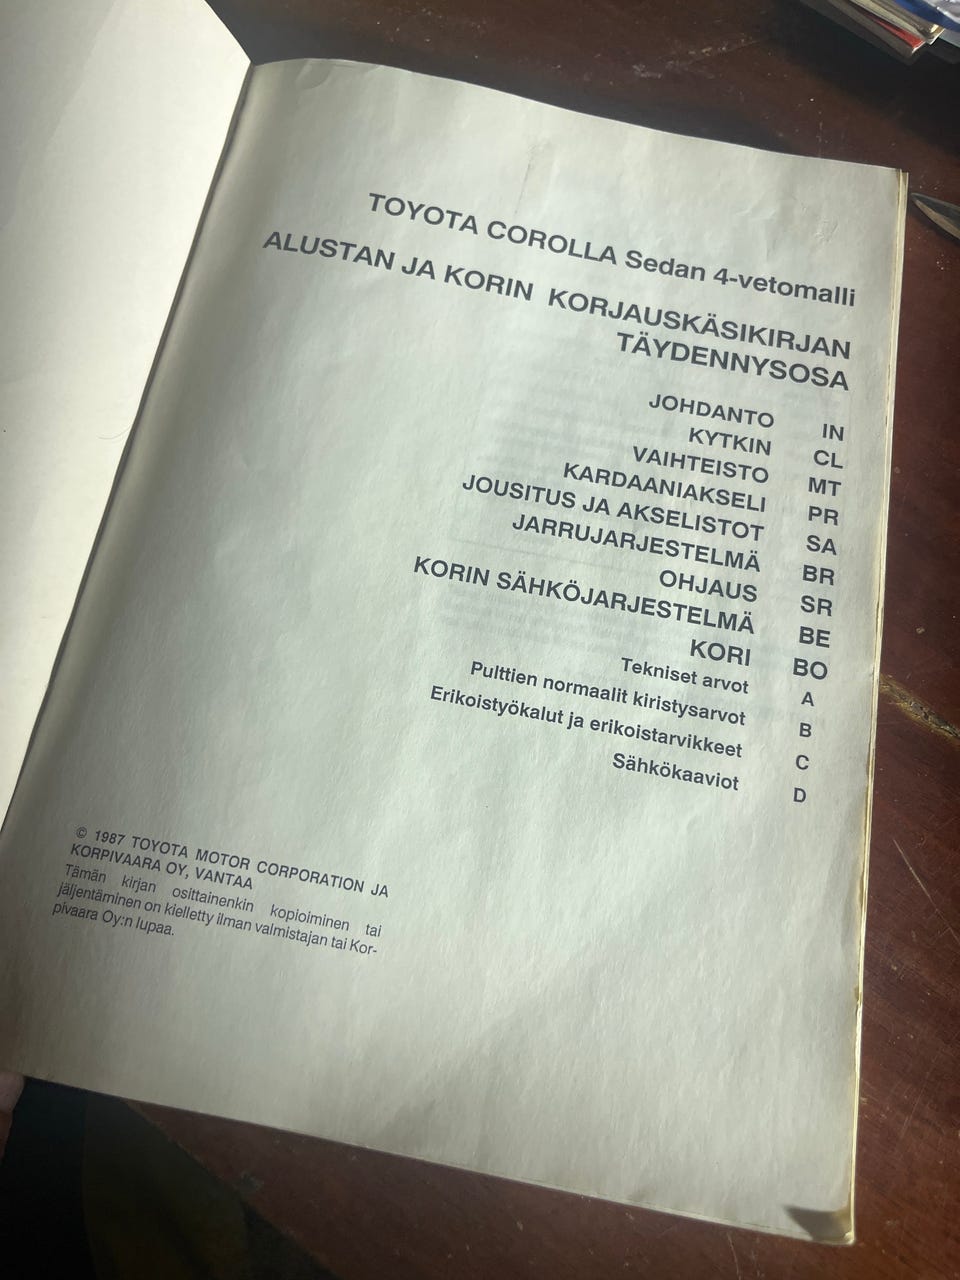 TOYOTA COROLLA Sedan 4-vetomalli
ALUSTAN JA KORIN KORJAUSKÄSIKIRJAN
TÄYDENNYSOSA
JOHDANTO IN
KYTKIN CL
VAIHTEISTO MT
KARDAANIAKSELI PR
JOUSITUS JA AKSELISTOT SA
JARRUJARJESTELMÄ BR
OHJAUS SR
KORIN SÄHKÖJARJESTELMÄ BE
KORI BO
Tekniset arvot A
Pulttien normaalit kiristysarvot B
Erikoistyökalut ja erikoistarvikkeet C
Sähkökaaviot D
© 1987 TOYOTA MOTOR CORPORATION JA
KORPIVAARA OY, VANTAA
Tämän kirjan osittainenkin kopioiminen tai
jäljentäminen on kielletty ilman valmistajan tai Kor-
pivaara Oy:n lupaa.